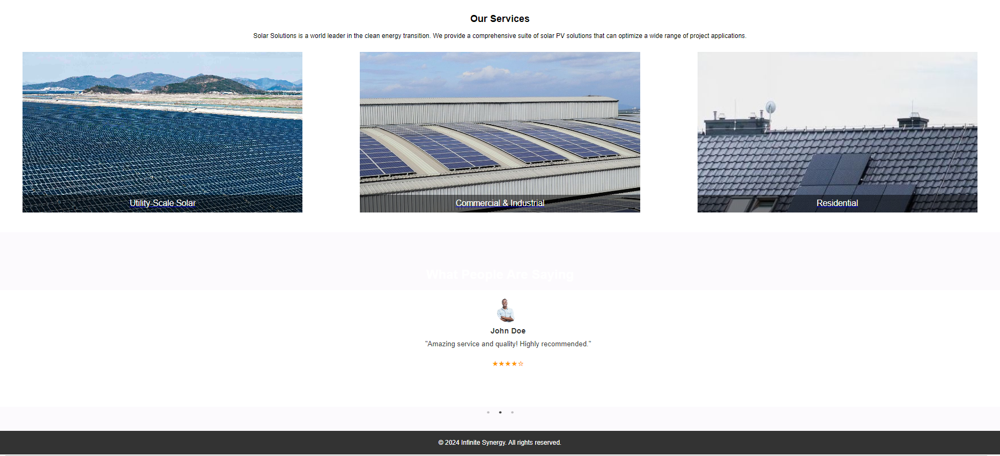 Our Services
Solar Solutions is a world leader in the clean energy transition. We provide a comprehensive suite of solar PV solutions that can optimize a wide range of project applications.
Utility-Scale Solar
Commercial & Industrial
Residential
What People Are Saying
John Doe
"Amazing service and quality! Highly recommended."
★★★★☆
© 2024 Infinite Synergy. All rights reserved.